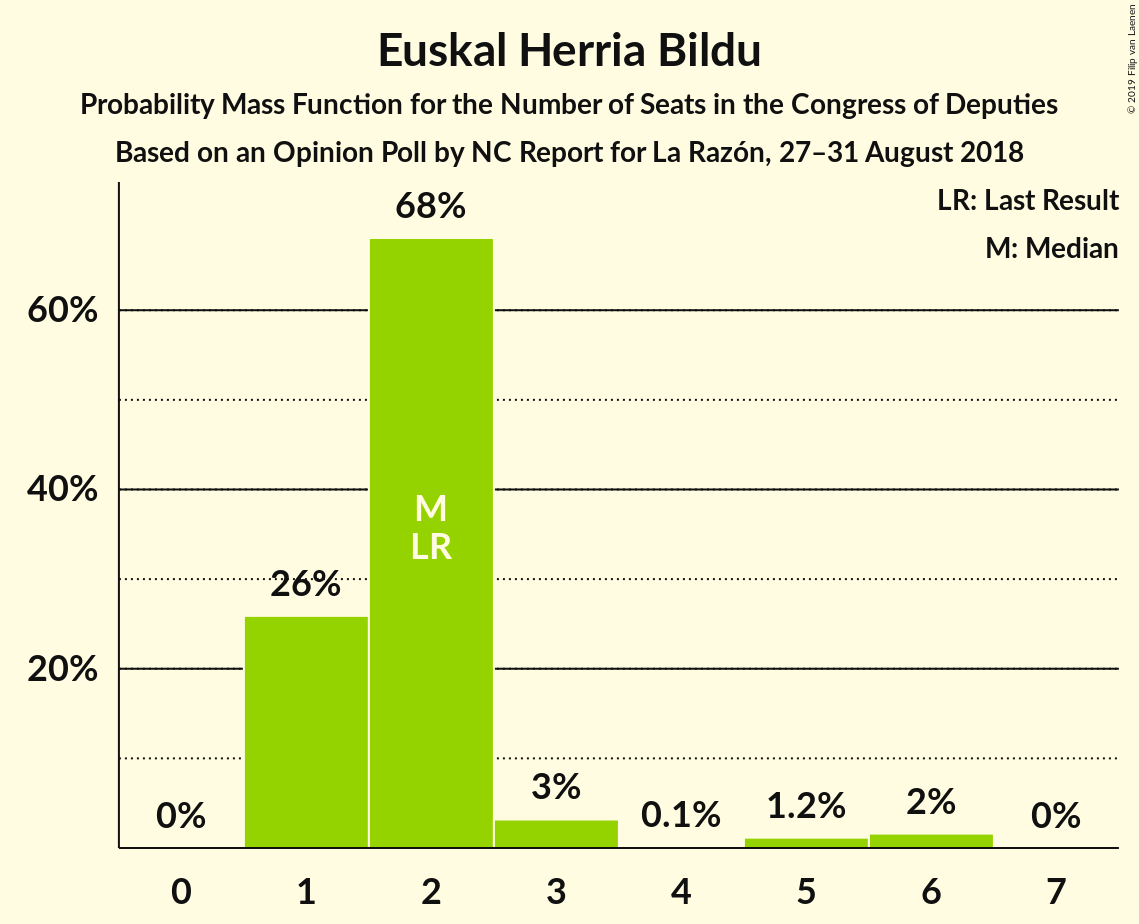 Euskal Herria Bildu
Probability Mass Function for the Number of Seats in the Congress of Deputies
Based on an Opinion Poll by NC Report for La Razón, 27–31 August 2018
© 2019 Filip van Laenen
LR: Last Result
M: Median
60%
40%
20%
0%
26%
68%
M
LR
3%
0.1%
1.2%
2%
0%
0 1 2 3 4 5 6 7